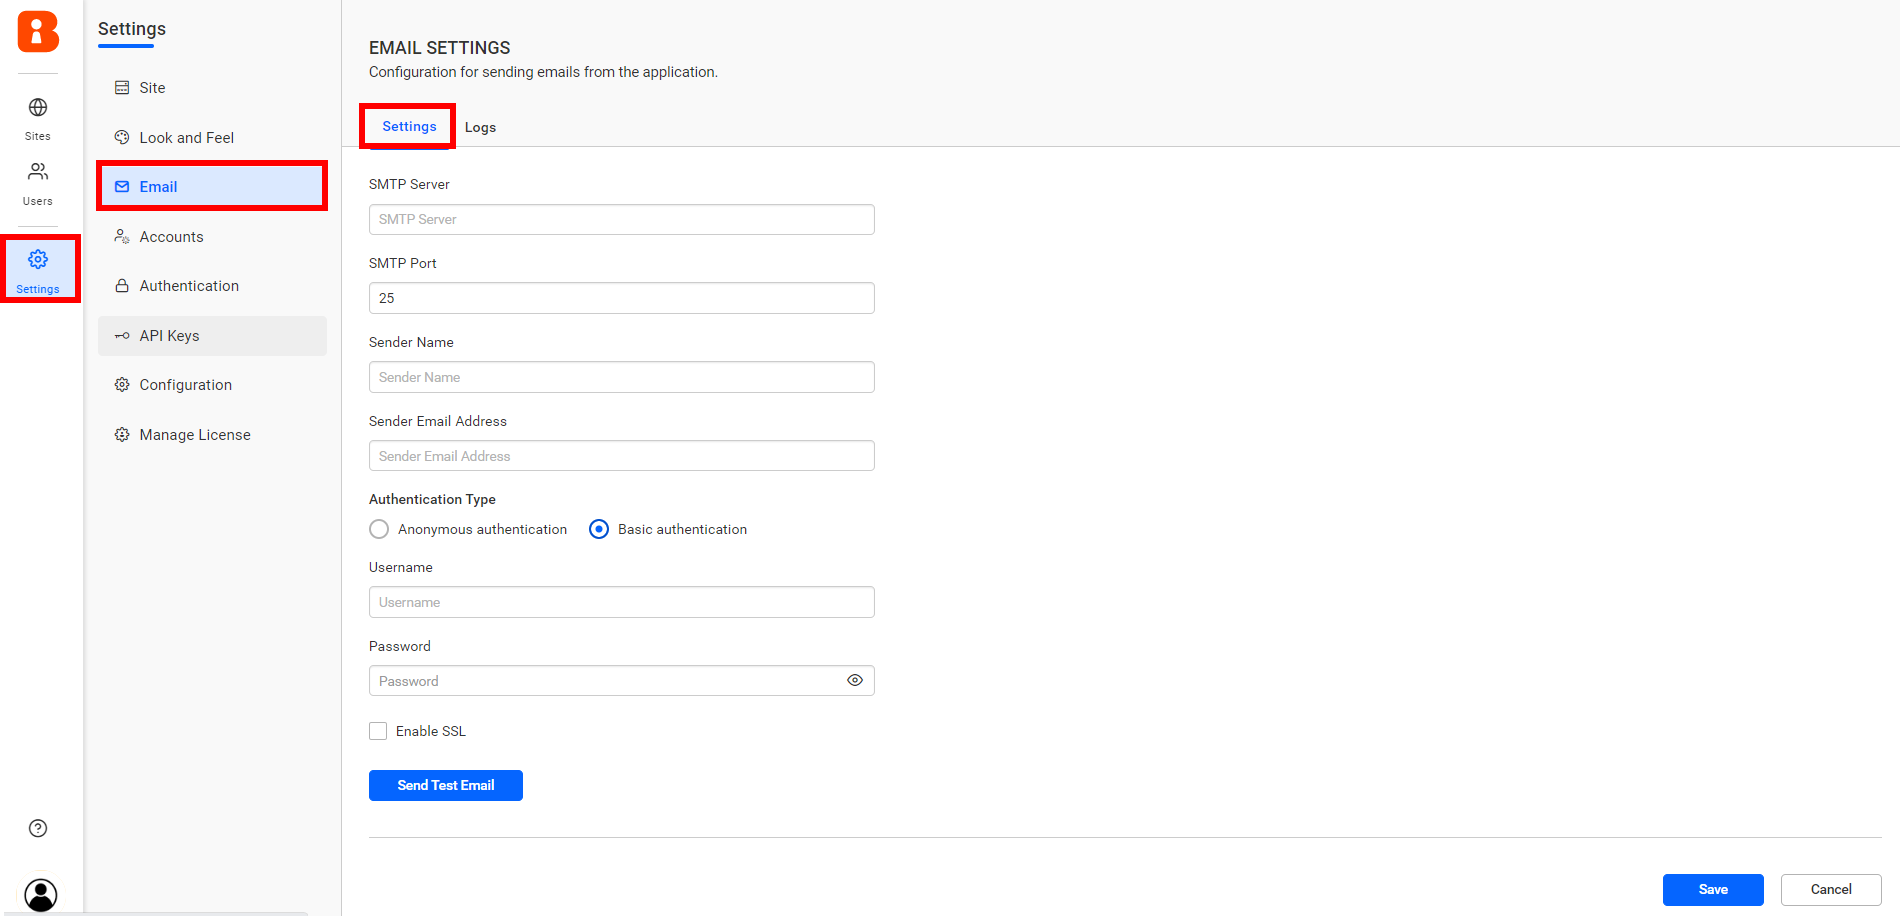 Sites
Users
Settings
Settings
Site
Look and Feel
Email
Accounts
Authentication
API Keys
Configuration
Manage License
EMAIL SETTINGS
Configuration for sending emails from the application.
Settings Logs
SMTP Server
SMTP Server
SMTP Port
25
Sender Name
Sender Name
Sender Email Address
Sender Email Address
Authentication Type
Anonymous authentication Basic authentication
Username
Username
Password
Password
Enable SSL
Send Test Email
Save Cancel